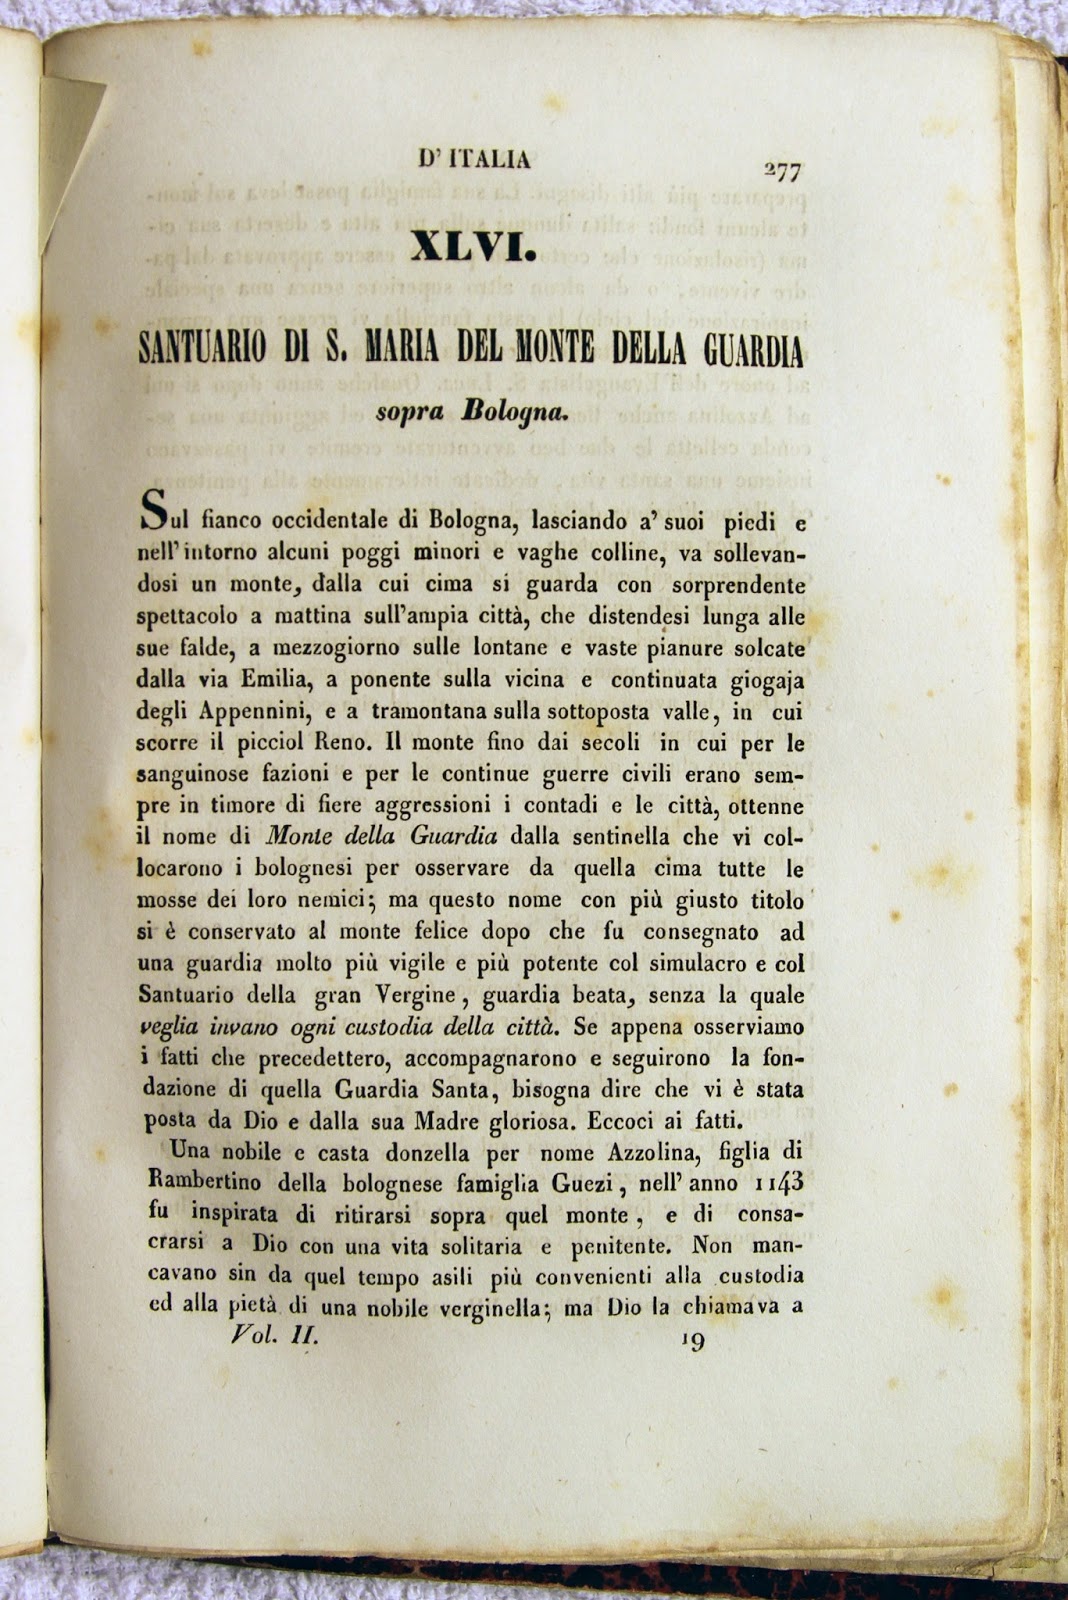 D' ITALIA
277
XLVI.
SANTUARIO DI S. MARIA DEL MONTE DELLA GUARDIA
sopra Bologna.
Sul fianco occidentale di Bologna, lasciando a' suoi piedi e
nell'intorno alcuni poggi minori e vaghe colline, va sollevan-
dosi un monte, dalla cui cima si guarda con sorprendente
spettacolo a mattina sull'ampia città, che distendesi lunga alle
sue falde, a mezzogiorno sulle lontane e vaste pianure solcate
dalla via Emilia, a ponente sulla vicina e continuata giogaja
degli Appennini, e a tramontana sulla sottoposta valle, in cui
scorre il picciol Reno. Il monte fino dai secoli in cui per le
sanguinose fazioni e per le continue guerre civili erano sem-
pre in timore di fiere aggressioni i contadi e le città, ottenne
il nome di Monte della Guardia dalla sentinella che vi col-
locarono i bolognesi per osservare da quella cima tutte le
mosse dei loro nemici; ma questo nome con più giusto titolo
si è conservato al monte felice dopo che fu consegnato ad
una guardia molto più vigile e più potente col simulacro e col
Santuario della gran Vergine, guardia beata, senza la quale
veglia invano ogni custodia della città. Se appena osserviamo
i fatti che precedettero, accompagnarono e seguirono la fon-
dazione di quella Guardia Santa, bisogna dire che vi è stata
posta da Dio e dalla sua Madre gloriosa. Eccoci ai fatti.
Una nobile e casta donzella per nome Azzolina, figlia di
Rambertino della bolognese famiglia Guezi, nell' anno 1143
fu inspirata di ritirarsi sopra quel monte, e di consa-
crarsi a Dio con una vita solitaria e penitente. Non man-
cavano sin da quel tempo asili più convenienti alla custodia
ed alla pietà di una nobile verginella; ma Dio la chiamava a
Vol. II.
19